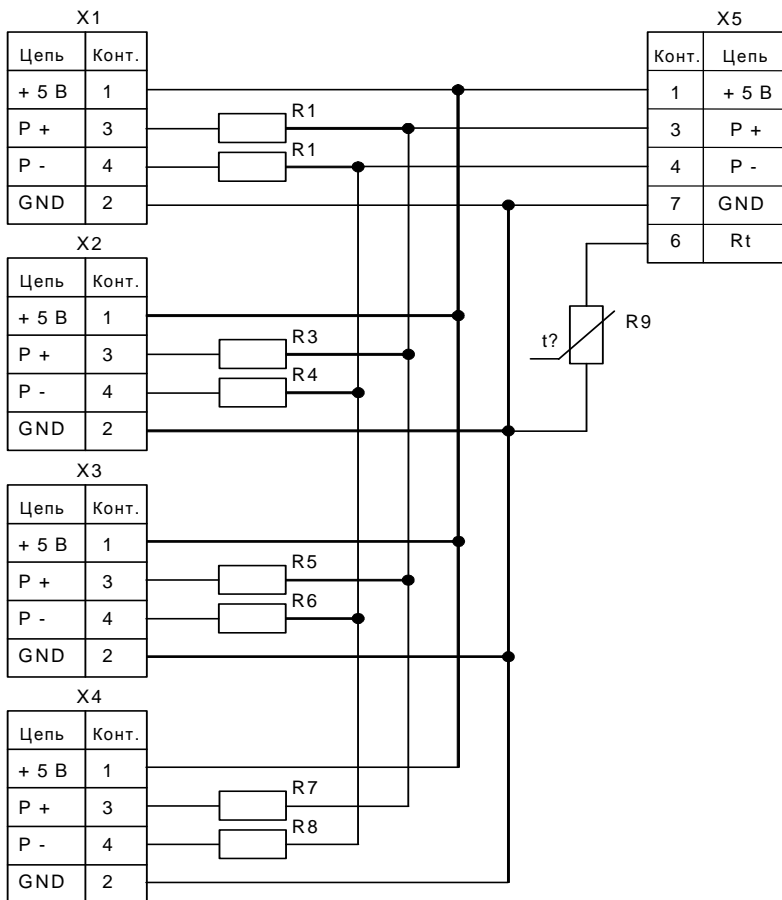 X1
Цепь Конт.
+ 5 В 1
P + 3
P - 4
GND 2
R1
R1
X5
Конт. Цепь
1 + 5 В
3 P +
4 P -
7 GND
6 Rt
t?
R9
X2
Цепь Конт.
+ 5 В 1
P + 3
P - 4
GND 2
R3
R4
X3
Цепь Конт.
+ 5 В 1
P + 3
P - 4
GND 2
R5
R6
X4
Цепь Конт.
+ 5 В 1
P + 3
P - 4
GND 2
R7
R8